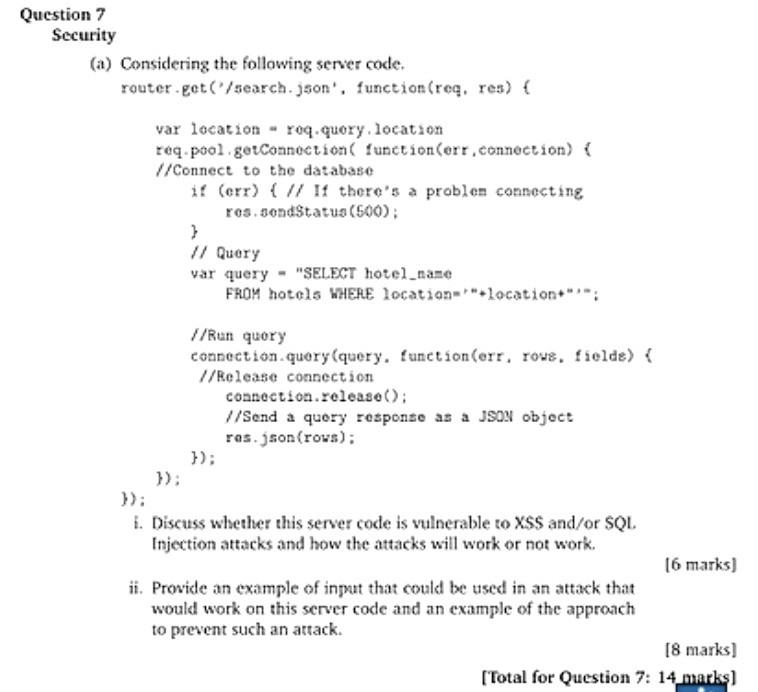 Question 7
Security
(a) Considering the following server code.
router.get('/search.json', function(req, res) {
var location = req.query.location
req.pool.getConnection( function(err,connection) {
//Connect to the database
if (err) { // If there's a problem connecting
res.sendStatus(500);
}
// Query
var query = "SELECT hotel_name
FROM hotels WHERE location='"+location+"'";
//Run query
connection.query(query, function(err, rows, fields) {
//Release connection
connection.release();
//Send a query response as a JSON object
res.json(rows);
});
});
});
i. Discuss whether this server code is vulnerable to XSS and/or SQL
Injection attacks and how the attacks will work or not work.
[6 marks]
ii. Provide an example of input that could be used in an attack that
would work on this server code and an example of the approach
to prevent such an attack.
[8 marks]
[Total for Question 7: 14 marks]